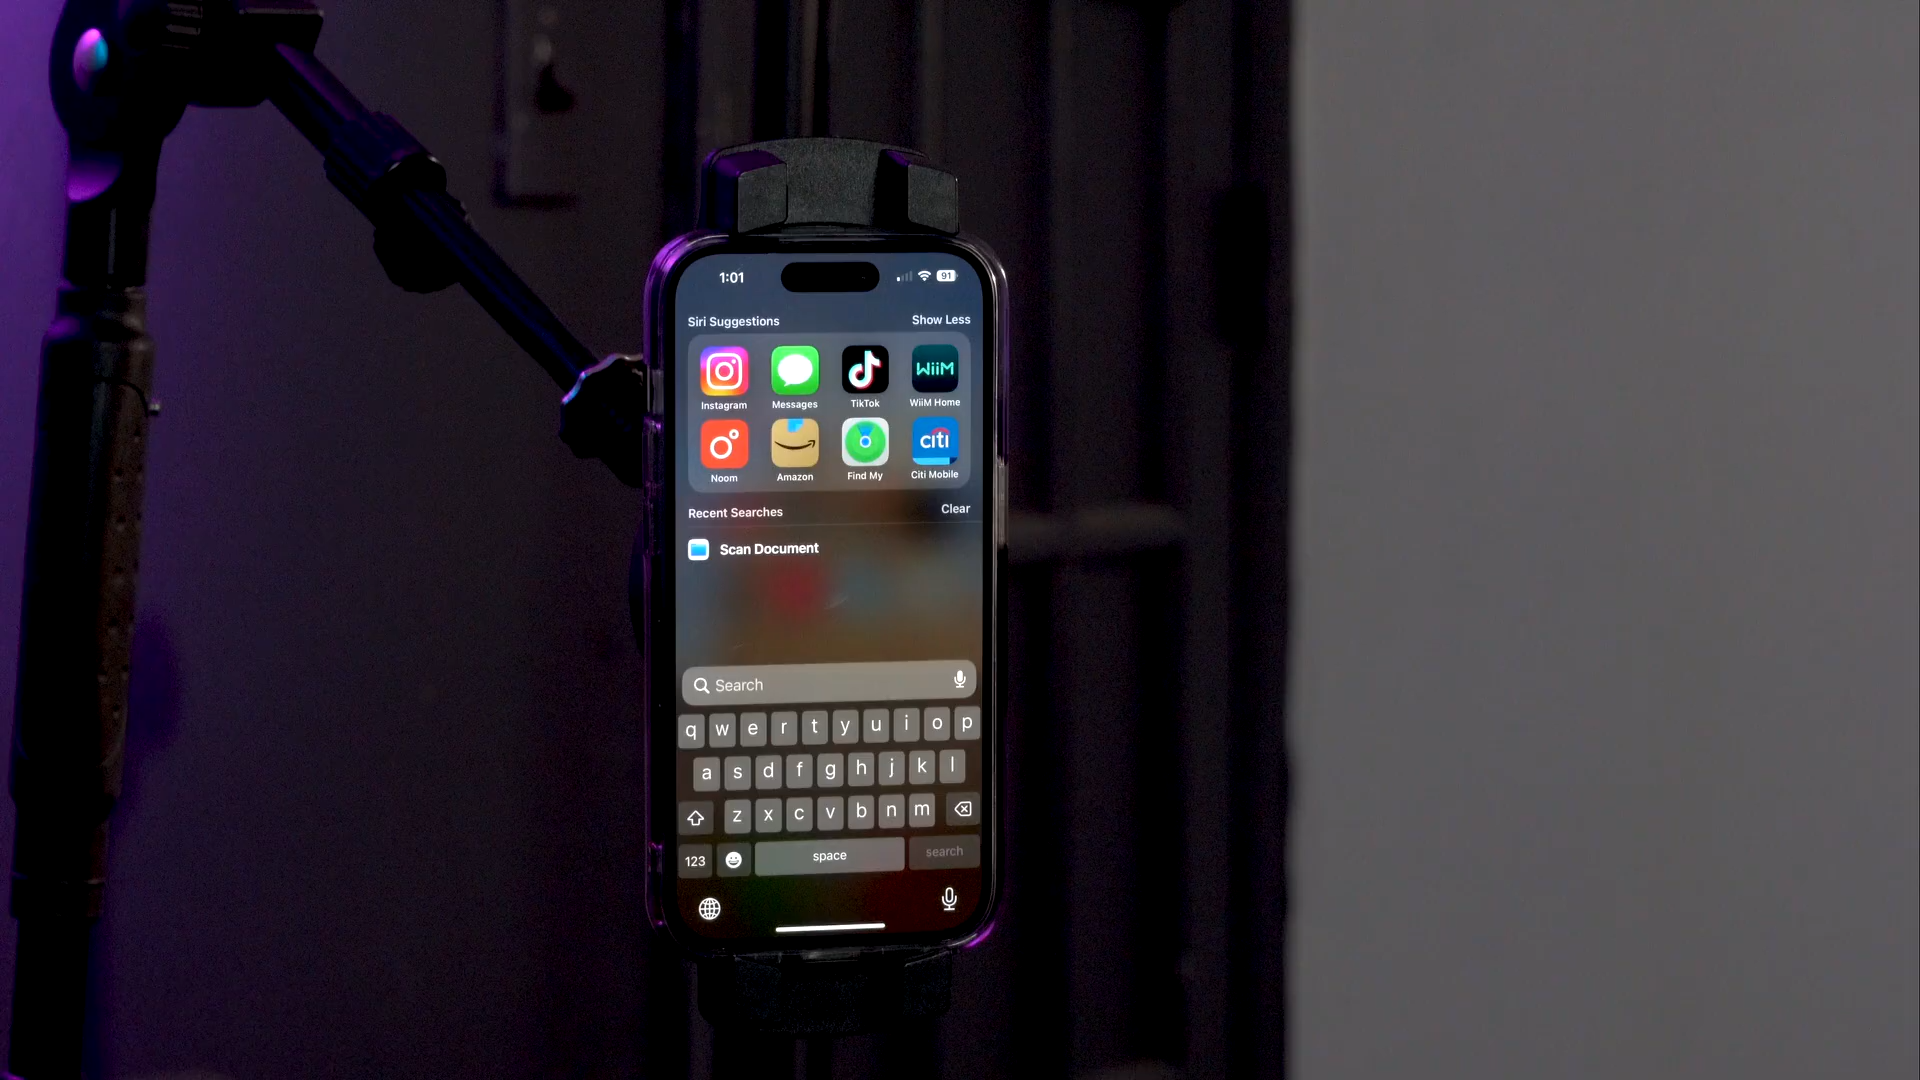 1:01
91
Siri Suggestions
Show Less
WiiM
Instagram
Messages
TikTok
WiiM Home
citi
Noom
Amazon
Find My
Citi Mobile
Recent Searches
Clear
Scan Document
Search
q w e r t y u i o p
a s d f g h j k l
z x c v b n m
123
space
search